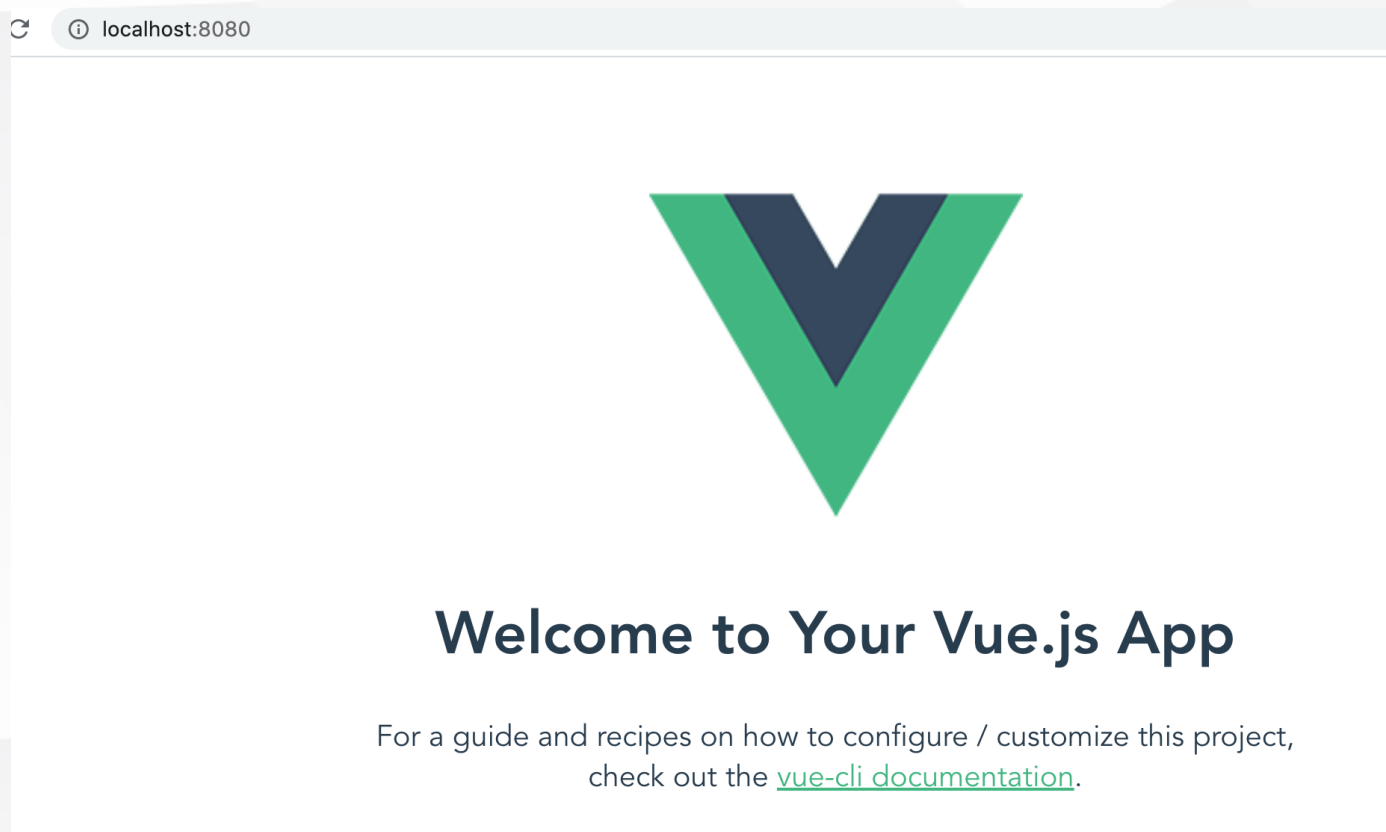 localhost:8080
Welcome to Your Vue.js App
For a guide and recipes on how to configure / customize this project,
check out the vue-cli documentation.